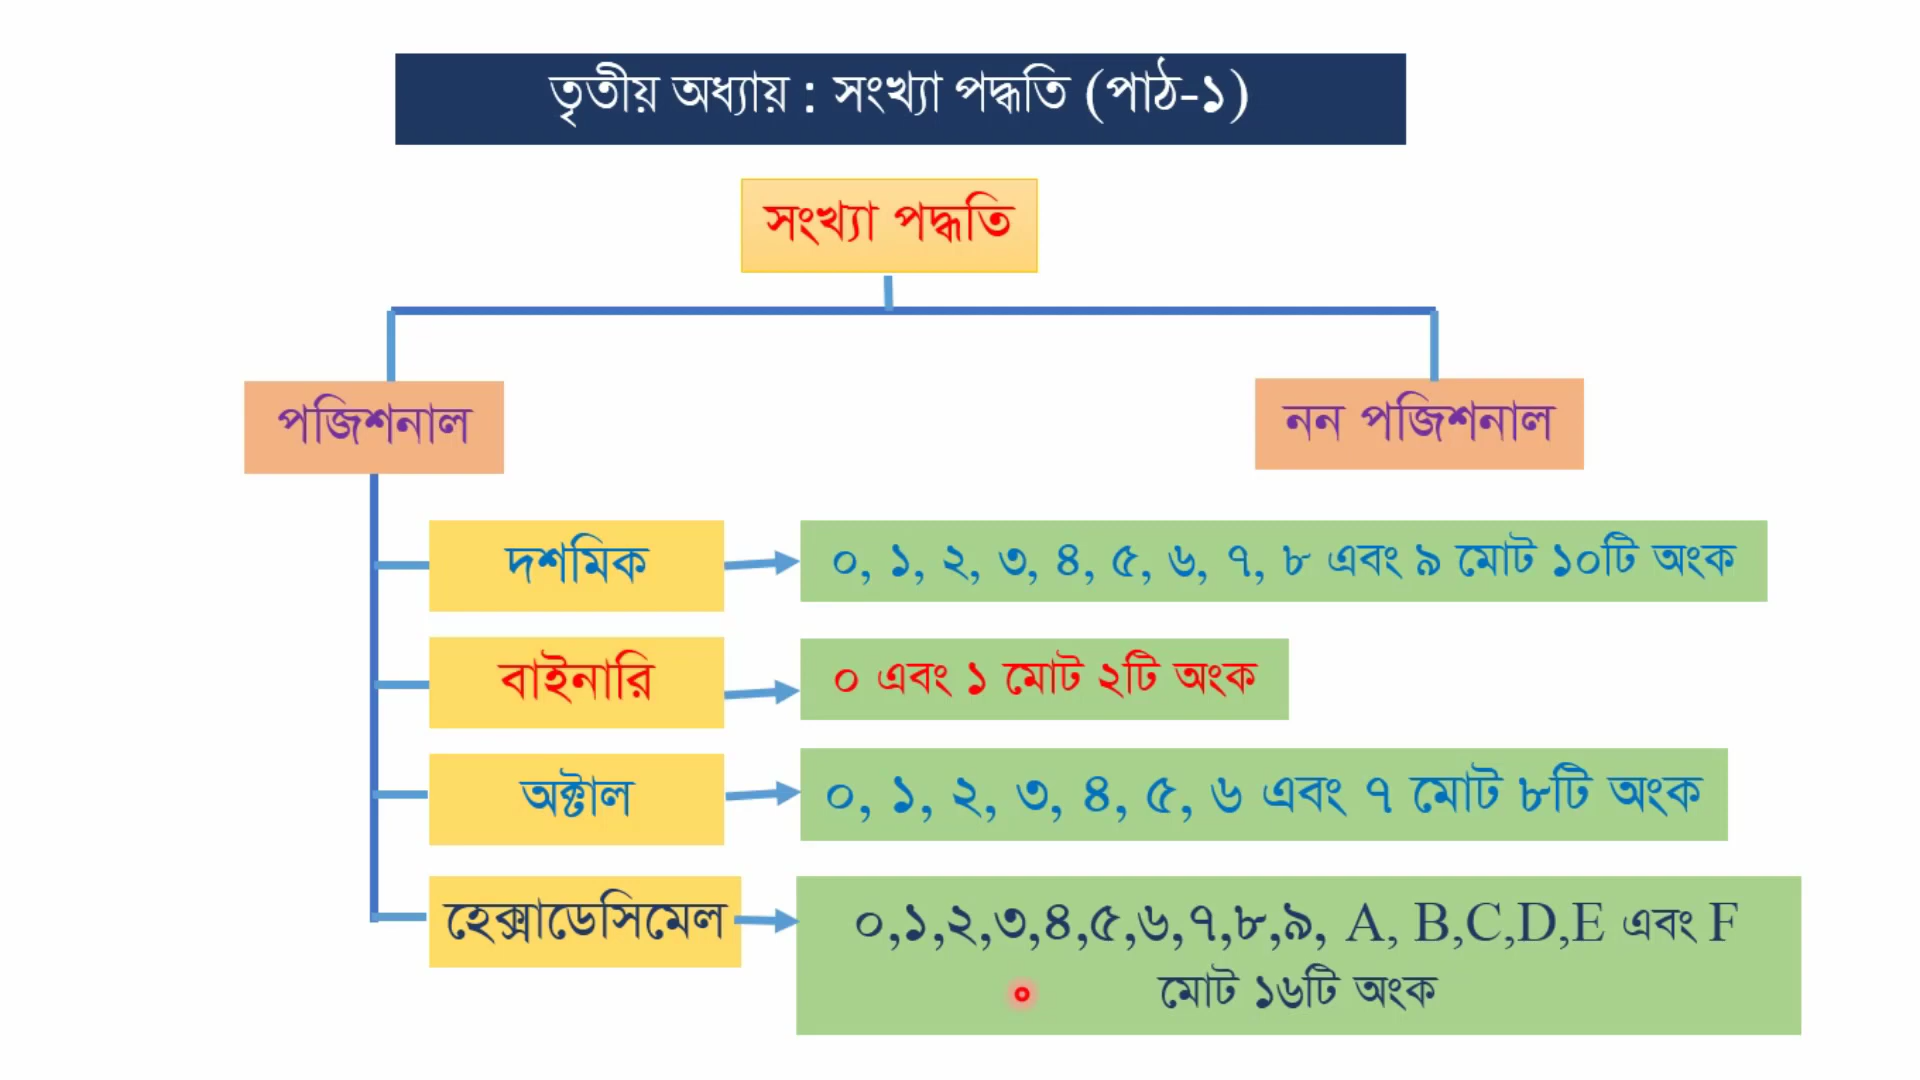 তৃতীয় অধ্যায় : সংখ্যা পদ্ধতি (পাঠ-১)
সংখ্যা পদ্ধতি
পজিশনাল
নন পজিশনাল
দশমিক
০, ১, ২, ৩, ৪, ৫, ৬, ৭, ৮ এবং ৯ মোট ১০টি অংক
বাইনারি
০ এবং ১ মোট ২টি অংক
অক্টাল
০, ১, ২, ৩, ৪, ৫, ৬ এবং ৭ মোট ৮টি অংক
হেক্সাডেসিমেল
০,১,২,৩,৪,৫,৬,৭,৮,৯, A, B,C,D,E এবং F
মোট ১৬টি অংক